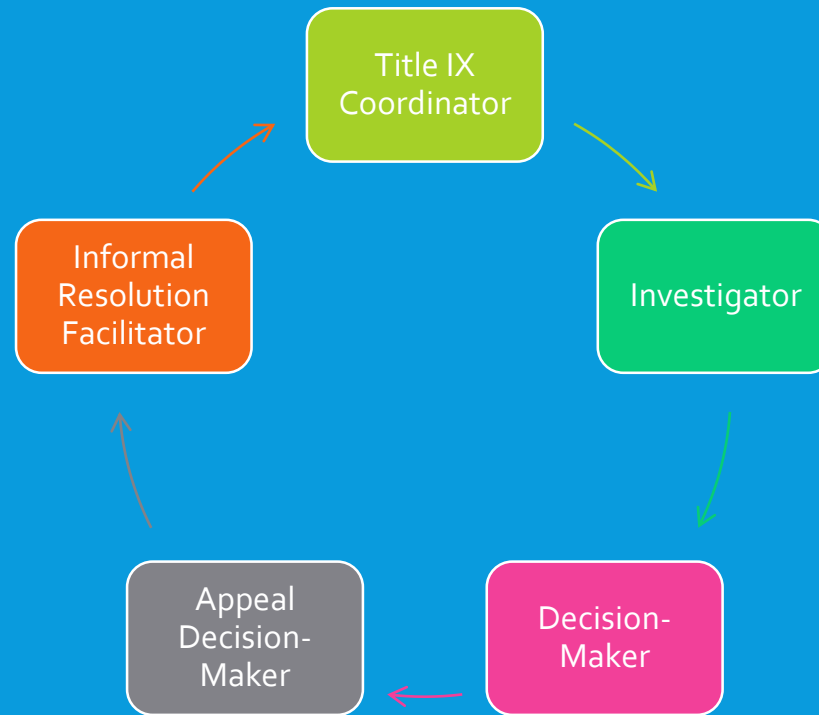 Title IX
Coordinator
Investigator
Decision-
Maker
Appeal
Decision-
Maker
Informal
Resolution
Facilitator